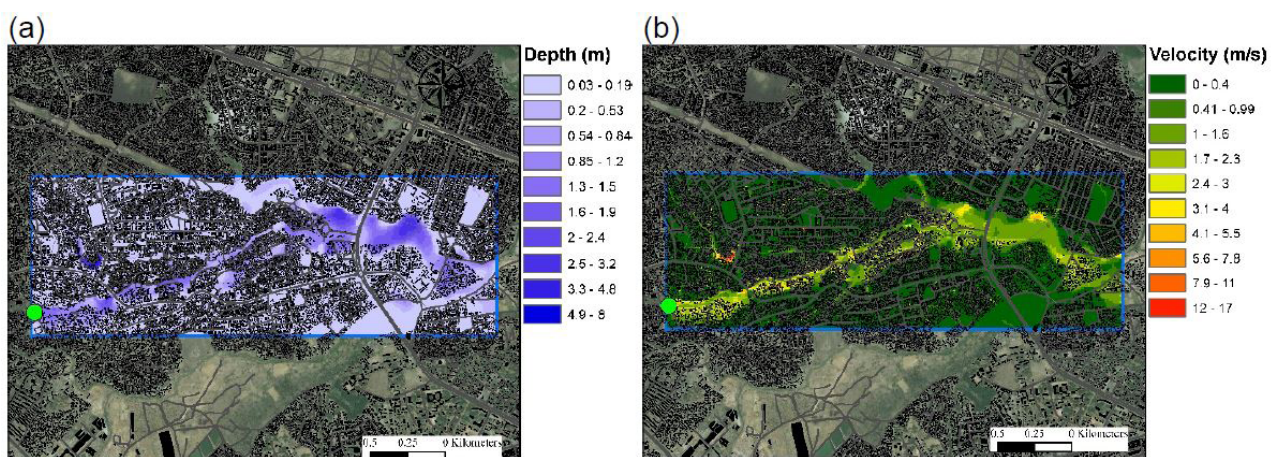 (a)
Depth (m)
0.03 - 0.19
0.2 - 0.53
0.54 - 0.84
0.85 - 1.2
1.3 - 1.5
1.6 - 1.9
2 - 2.4
2.5 - 3.2
3.3 - 4.8
4.9 - 8
0.5 0.25 0 Kilometers
(b)
Velocity (m/s)
0 - 0.4
0.41 - 0.99
1 - 1.6
1.7 - 2.3
2.4 - 3
3.1 - 4
4.1 - 5.5
5.6 - 7.8
7.9 - 11
12 - 17
0.5 0.25 0 Kilometers